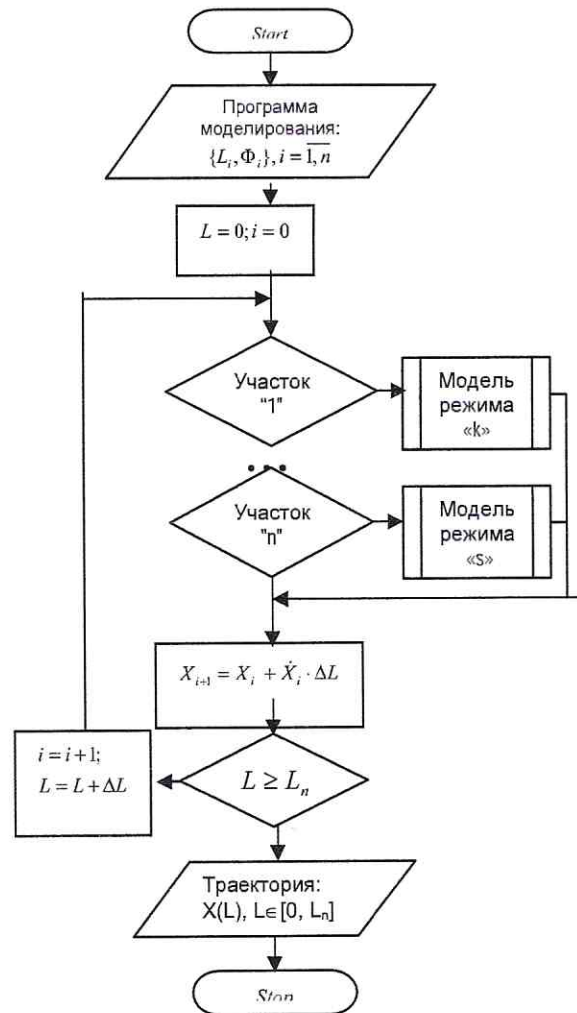 Start
Программа
моделирования:
{L_i, Φ_i}, i = \overline{1, n}
L = 0; i = 0
Участок
"1"
Модель
режима
«k»
• • •
Участок
"n"
Модель
режима
«s»
X_{i+1} = X_i + Ẋ_i · ΔL
i = i + 1;
L = L + ΔL
L ≥ L_n
Траектория:
X(L), L∈[0, L_n]
Stop